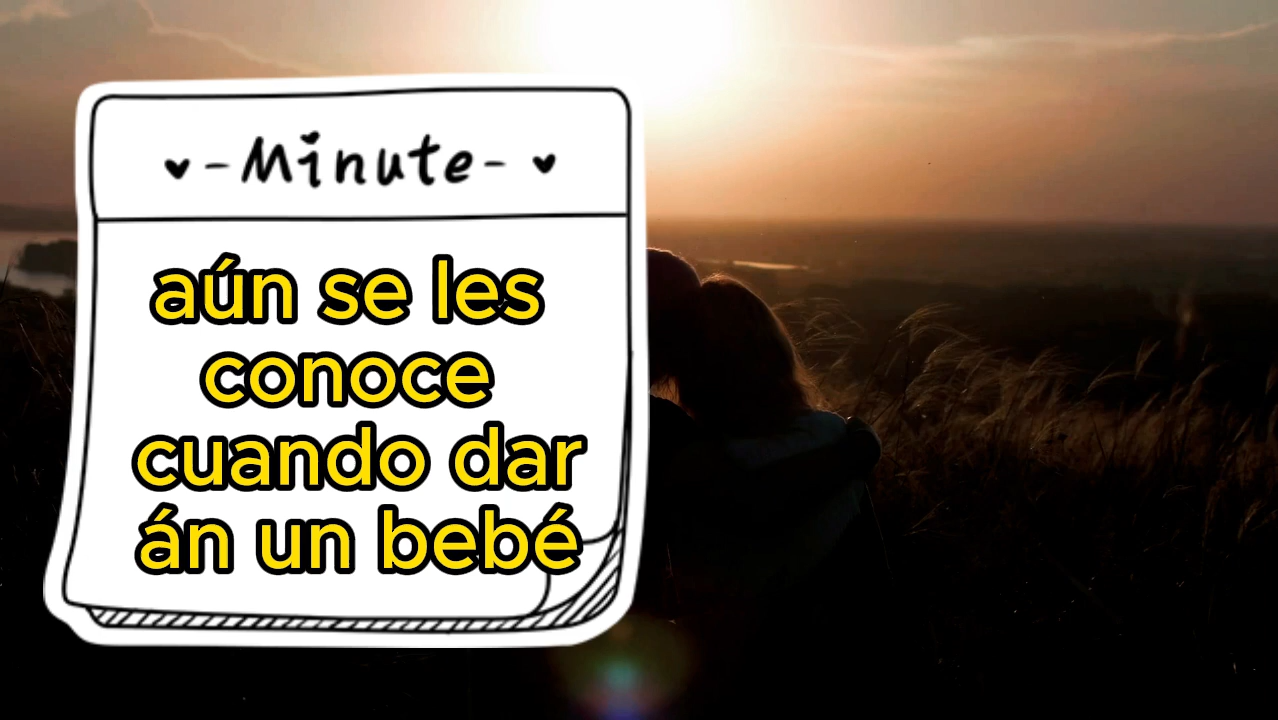 - Minute -
aún se les
conoce
cuando dar
án un bebé